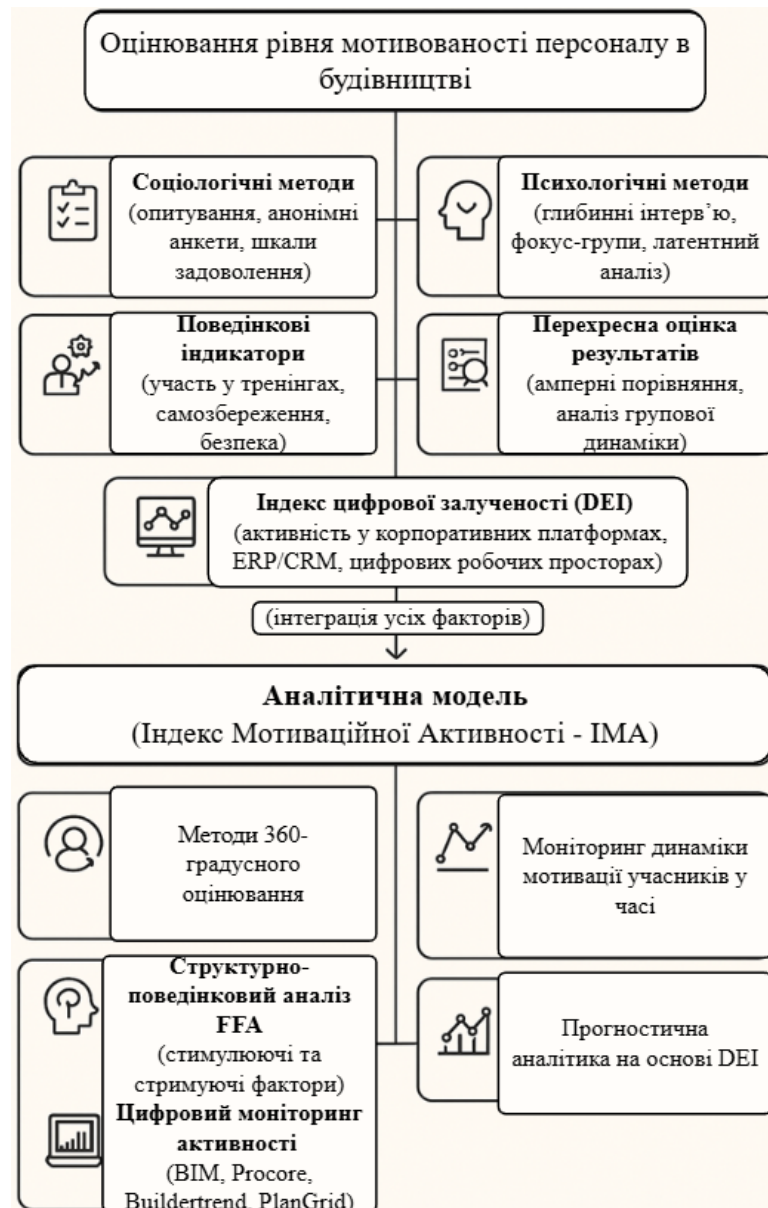 Оцінювання рівня мотивованості персоналу в
будівництві
Соціологічні методи
(опитування, анонімні
анкети, шкали
задоволення)
Психологічні методи
(глибинні інтерв’ю,
фокус-групи, латентний
аналіз)
Поведінкові
індикатори
(участь у тренінгах,
самозбереження,
безпека)
Перехресна оцінка
результатів
(амперні порівняння,
аналіз групової
динаміки)
Індекс цифрової залученості (DEI)
(активність у корпоративних платформах,
ERP/CRM, цифрових робочих просторах)
(інтеграція усіх факторів)
Аналітична модель
(Індекс Мотиваційної Активності - ІМА)
Методи 360-
градусного
оцінювання
Моніторинг динаміки
мотивації учасників у
часі
Структурно-
поведінковий аналіз
FFA
(стимулюючі та
стримуючі фактори)
Цифровий моніторинг
активності
(BIM, Procore,
Buildertrend, PlanGrid)
Прогностична
аналітика на основі DEI